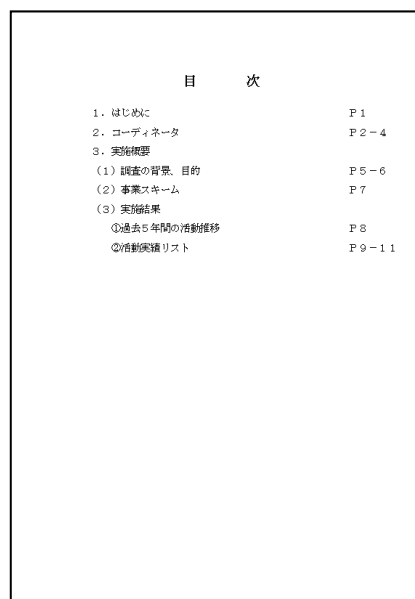 目　　次
1．はじめに　P1
2．コーディネータ　P2－4
3．実施概要
（1）調査の背景、目的　P5－6
（2）事業スキーム　P7
（3）実施結果
①過去5年間の活動推移　P8
②活動実績リスト　P9－11